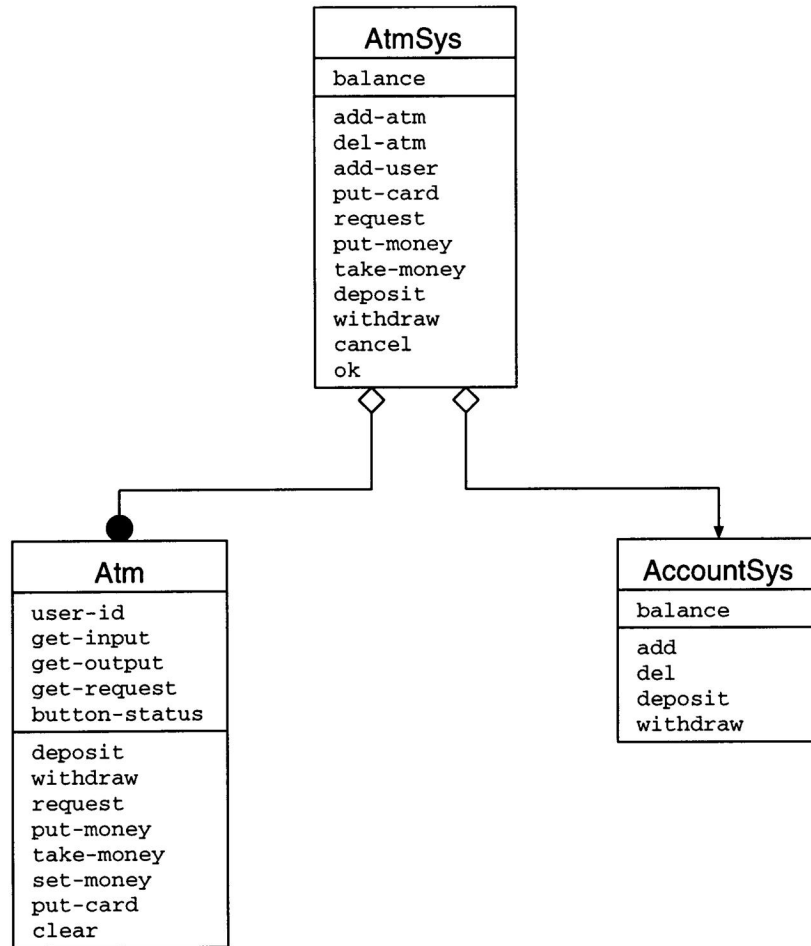 AtmSys
balance
add-atm
del-atm
add-user
put-card
request
put-money
take-money
deposit
withdraw
cancel
ok
Atm
user-id
get-input
get-output
get-request
button-status
deposit
withdraw
request
put-money
take-money
set-money
put-card
clear
AccountSys
balance
add
del
deposit
withdraw